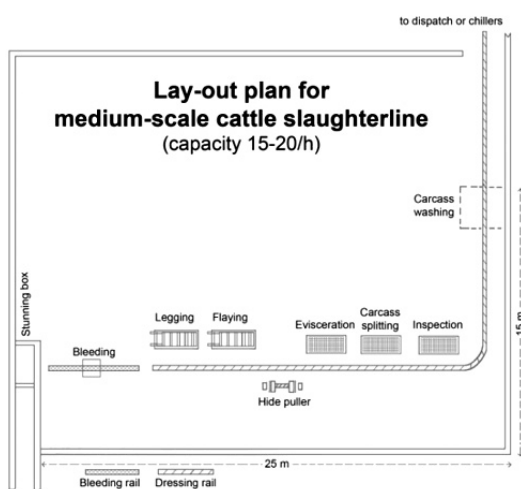 to dispatch or chillers
Lay-out plan for
medium-scale cattle slaughterline
(capacity 15-20/h)
Carcass
washing
Stunning box
15 m
Legging
Flaying
Evisceration
Carcass
splitting
Inspection
Bleeding
Hide puller
25 m
Bleeding rail
Dressing rail